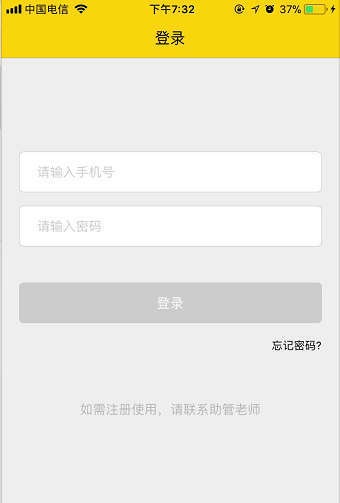 中国电信 下午7:32 37%
登录
请输入手机号
请输入密码
登录
忘记密码?
如需注册使用，请联系助管老师